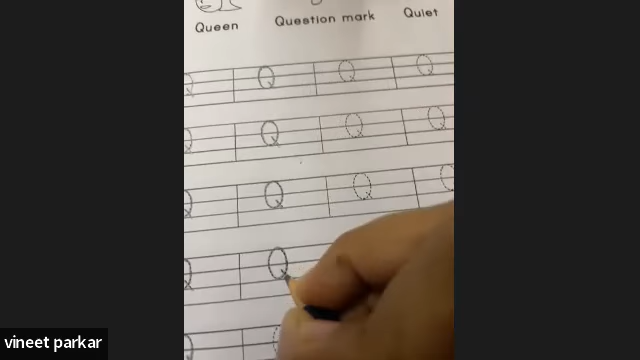 Queen Question mark Quiet
Q Q Q Q
Q Q Q Q
Q Q Q Q
Q Q
vineet parkar